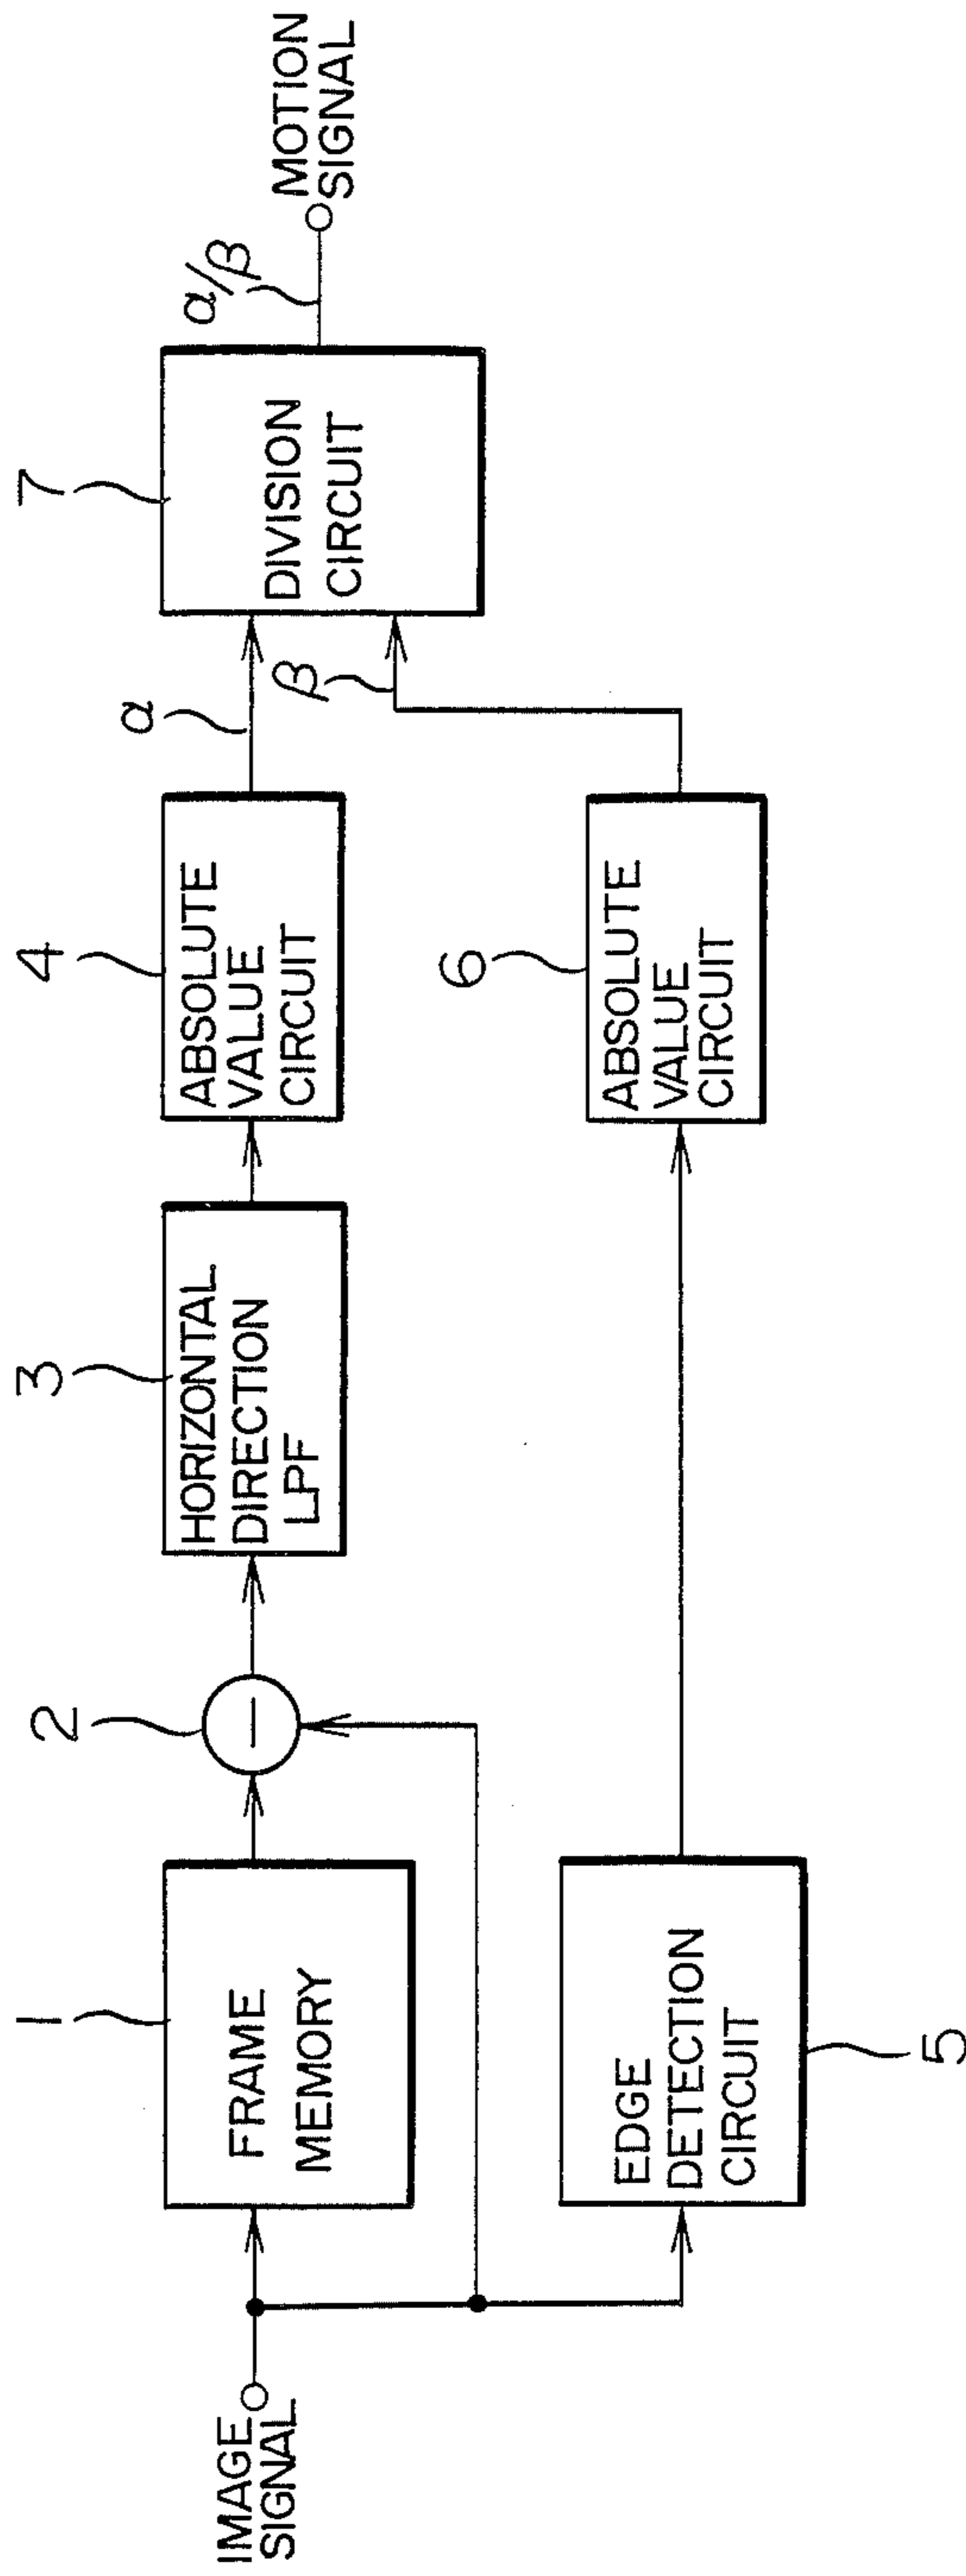 IMAGE
SIGNAL
1
FRAME
MEMORY
2
−
3
HORIZONTAL
DIRECTION
LPF
4
ABSOLUTE
VALUE
CIRCUIT
α
7
DIVISION
CIRCUIT
α/β
MOTION
SIGNAL
5
EDGE
DETECTION
CIRCUIT
6
ABSOLUTE
VALUE
CIRCUIT
β